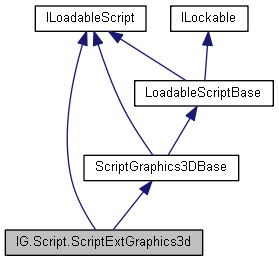 ILoadableScript
ILockable
LoadableScriptBase
ScriptGraphics3DBase
IG.Script.ScriptExtGraphics3d